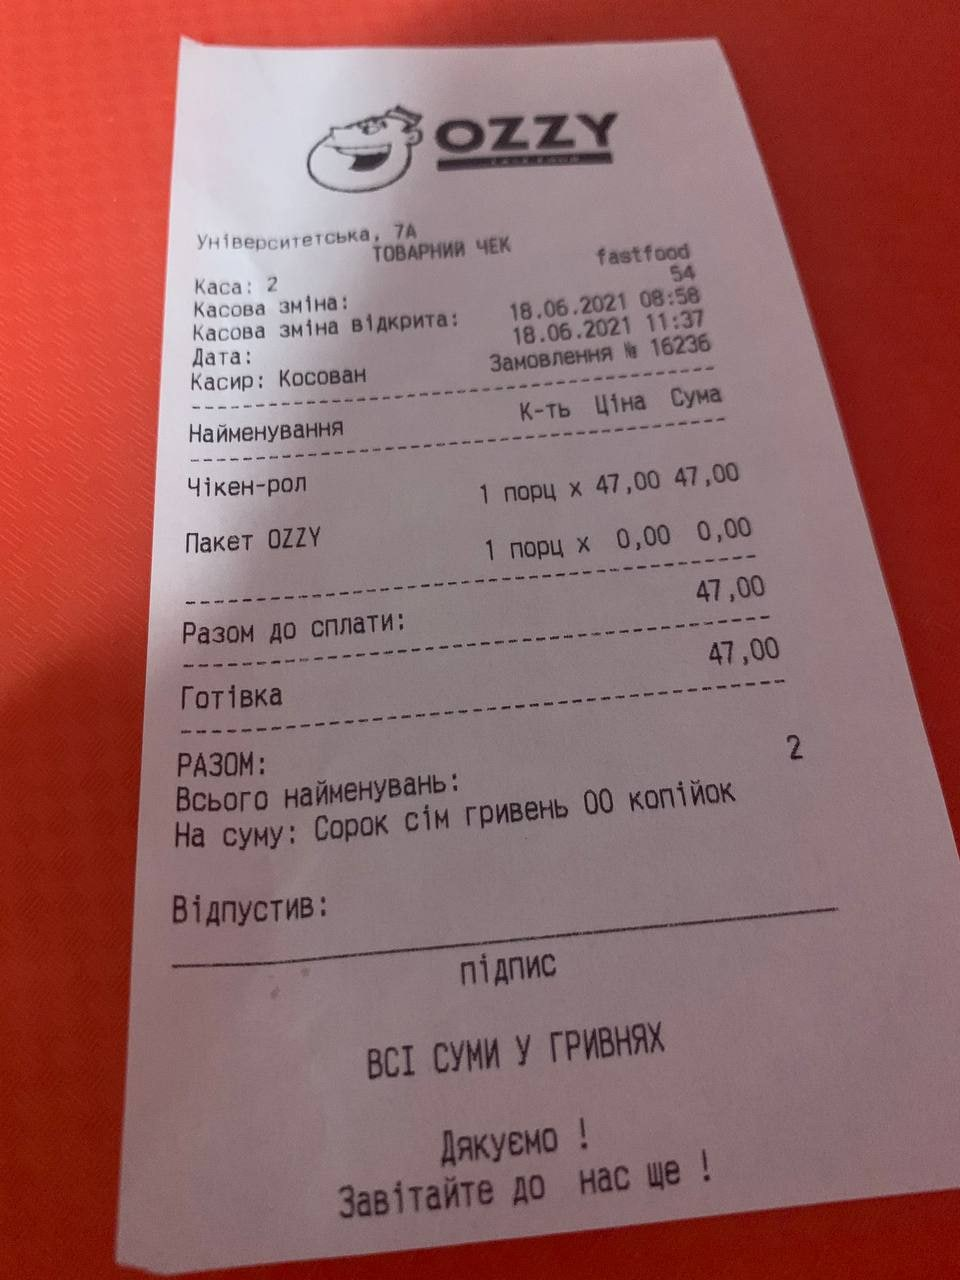 OZZY
Університетська, 7А
ТОВАРНИЙ ЧЕК
Каса: 2 fastfood
Касова зміна: 54
Касова зміна відкрита: 18.06.2021 08:58
Дата: 18.06.2021 11:37
Касир: Косован Замовлення № 16236
Найменування К-ть Ціна Сума
Чікен-рол 1 порц x 47,00 47,00
Пакет OZZY 1 порц x 0,00 0,00
Разом до сплати: 47,00
Готівка 47,00
РАЗОМ:
Всього найменувань: 2
На суму: Сорок сім гривень 00 копійок
Відпустив:
підпис
ВСІ СУМИ У ГРИВНЯХ
Дякуємо !
Завітайте до нас ще !